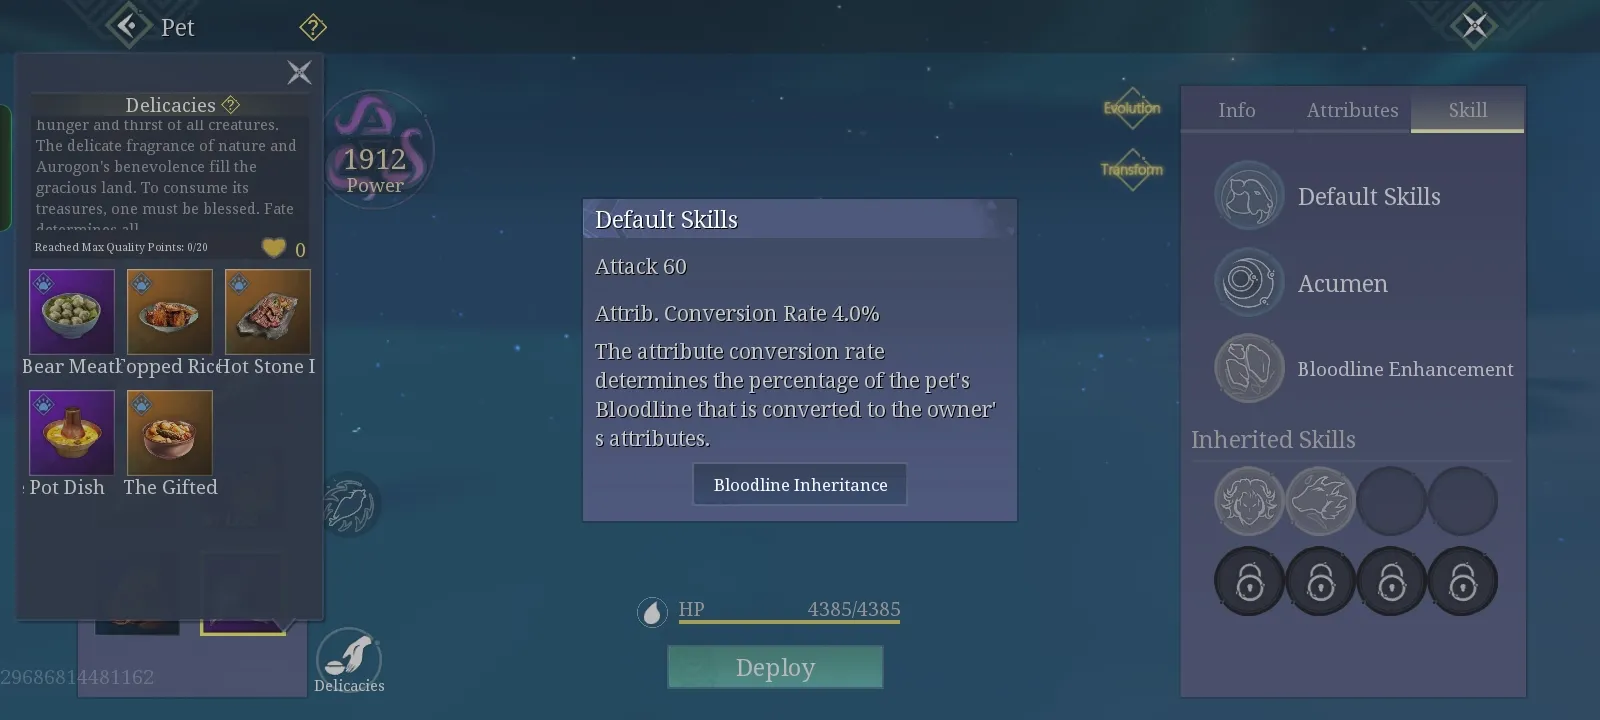 Pet
?
Delicacies ?
hunger and thirst of all creatures.
The delicate fragrance of nature and
Aurogon's benevolence fill the
gracious land. To consume its
treasures, one must be blessed. Fate
determines all
Reached Max Quality Points: 0/20
0
Bear Meat
Topped Rice
Hot Stone
Pot Dish
The Gifted
1912
Power
29686814481162
Delicacies
Default Skills
Attack 60
Attrib. Conversion Rate 4.0%
The attribute conversion rate
determines the percentage of the pet's
Bloodline that is converted to the owner'
s attributes.
Bloodline Inheritance
HP 4385/4385
Deploy
Evolution
Transform
Info Attributes Skill
Default Skills
Acumen
Bloodline Enhancement
Inherited Skills